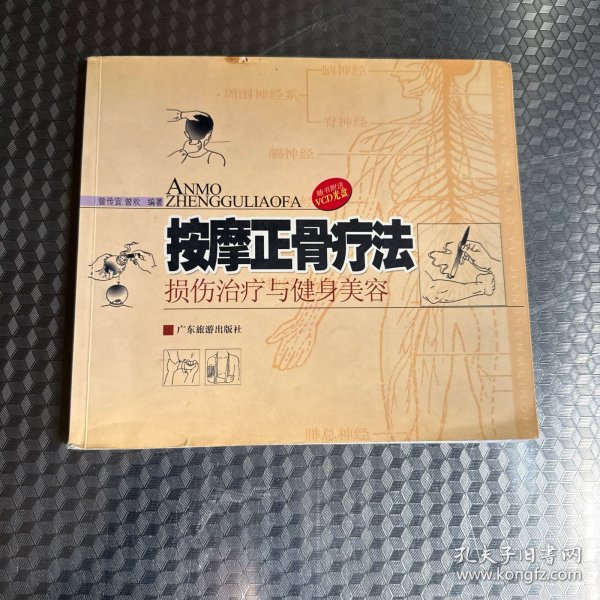 脑神经
周围神经系
脊神经
膈神经
ANMO
ZHENGGULIAOFA
随书附送
VCD光盘
曾传宜 曾欢 编著
按摩正骨疗法
损伤治疗与健身美容
广东旅游出版社
腓总神经
孔夫子旧书网
www.kongfz.com